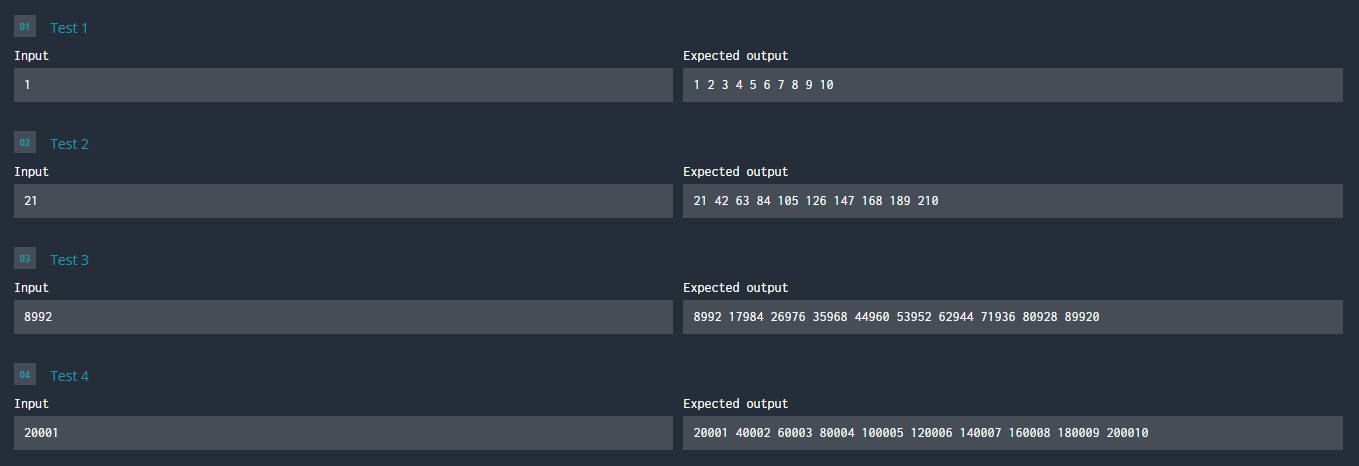 01 Test 1
Input Expected output
1 1 2 3 4 5 6 7 8 9 10
02 Test 2
Input Expected output
21 21 42 63 84 105 126 147 168 189 210
03 Test 3
Input Expected output
8992 8992 17984 26976 35968 44960 53952 62944 71936 80928 89920
04 Test 4
Input Expected output
20001 20001 40002 60003 80004 100005 120006 140007 160008 180009 200010